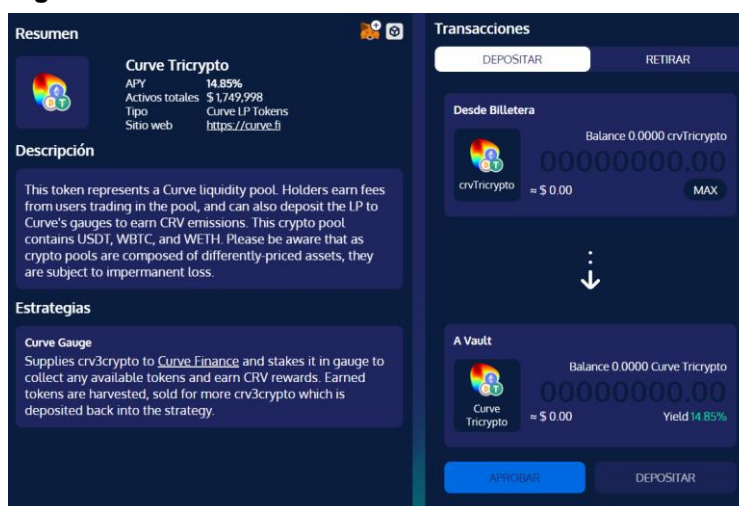 Resumen
Curve Tricrypto
APY 14.85%
Activos totales $1,749,998
Tipo Curve LP Tokens
Sitio web https://curve.fi
Descripción
This token represents a Curve liquidity pool. Holders earn fees
from users trading in the pool, and can also deposit the LP to
Curve's gauges to earn CRV emissions. This crypto pool
contains USDT, WBTC, and WETH. Please be aware that as
crypto pools are composed of differently-priced assets, they
are subject to impermanent loss.
Estrategias
Curve Gauge
Supplies crv3crypto to Curve Finance and stakes it in gauge to
collect any available tokens and earn CRV rewards. Earned
tokens are harvested, sold for more crv3crypto which is
deposited back into the strategy.
Transacciones
DEPOSITAR RETIRAR
Desde Billetera
Balance 0.0000 crvTricrypto
00000000.00
crvTricrypto ≈ $ 0.00 MAX
A Vault
Balance 0.0000 Curve Tricrypto
00000000.00
Curve
Tricrypto
≈ $ 0.00 Yield 14.85%
APROBAR DEPOSITAR